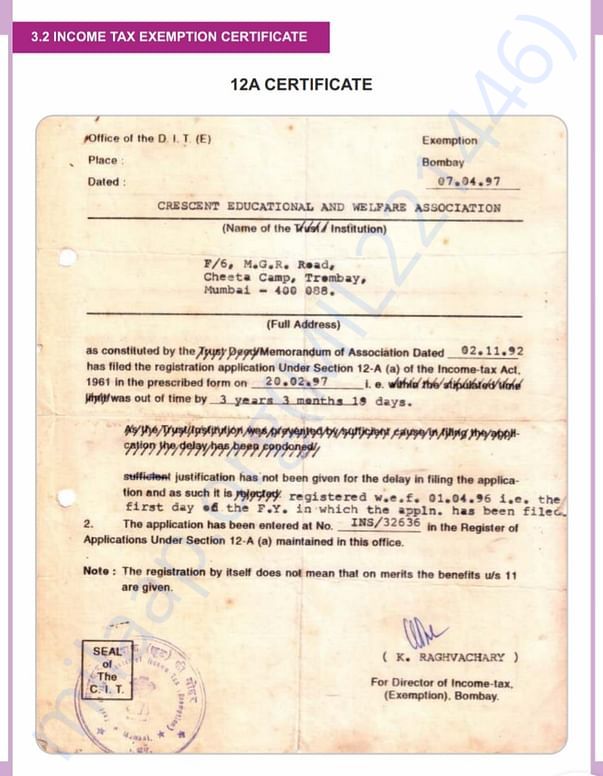 3.2 INCOME TAX EXEMPTION CERTIFICATE
12A CERTIFICATE
Office of the D. I. T. (E)
Exemption
Place :
Bombay
Dated :
07.04.97
CRESCENT EDUCATIONAL AND WELFARE ASSOCIATION
(Name of the Trust / Institution)
F/6, M.G.R. Road,
Cheeta Camp, Trombay,
Mumbai - 400 088.
(Full Address)
as constituted by the Trust Deed/Memorandum of Association Dated 02.11.92
has filed the registration application Under Section 12-A (a) of the Income-tax Act,
1961 in the prescribed form on 20.02.97 i. e. within the stipulated time
limit/was out of time by 3 years 3 months 18 days.
As the Trust/Institution was prevented by sufficient cause in filing the appli-
cation the delay has been condoned/
sufficient justification has not been given for the delay in filing the applica-
tion and as such it is rejected. registered w.e.f. 01.04.96 i.e. the
first day of the F.Y. in which the appln. has been filed.
2. The application has been entered at No. INS/32636 in the Register of
Applications Under Section 12-A (a) maintained in this office.
Note : The registration by itself does not mean that on merits the benefits u/s 11
are given.
SEAL
of
The
C. I. T.
( K. RAGHVACHARY )
For Director of Income-tax,
(Exemption), Bombay.